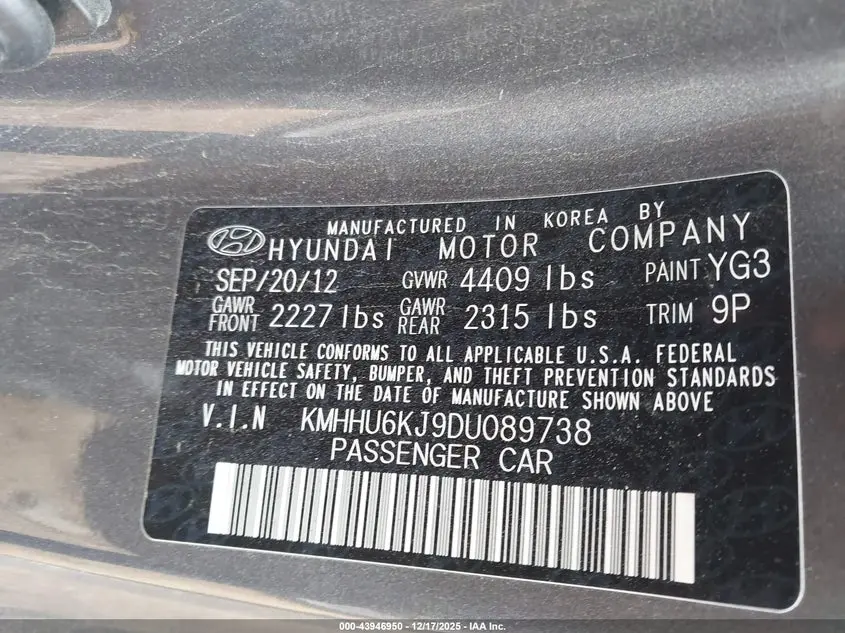 MANUFACTURED IN KOREA BY
HYUNDAI MOTOR COMPANY
SEP/20/12 GVWR 4409 lbs PAINT YG3
GAWR FRONT 2227 lbs GAWR REAR 2315 lbs TRIM 9P
THIS VEHICLE CONFORMS TO ALL APPLICABLE U.S.A. FEDERAL
MOTOR VEHICLE SAFETY, BUMPER, AND THEFT PREVENTION STANDARDS
IN EFFECT ON THE DATE OF MANUFACTURE SHOWN ABOVE
V.I.N KMHHU6KJ9DU089738
PASSENGER CAR
000-43946950 - 12/17/2025 - IAA Inc.